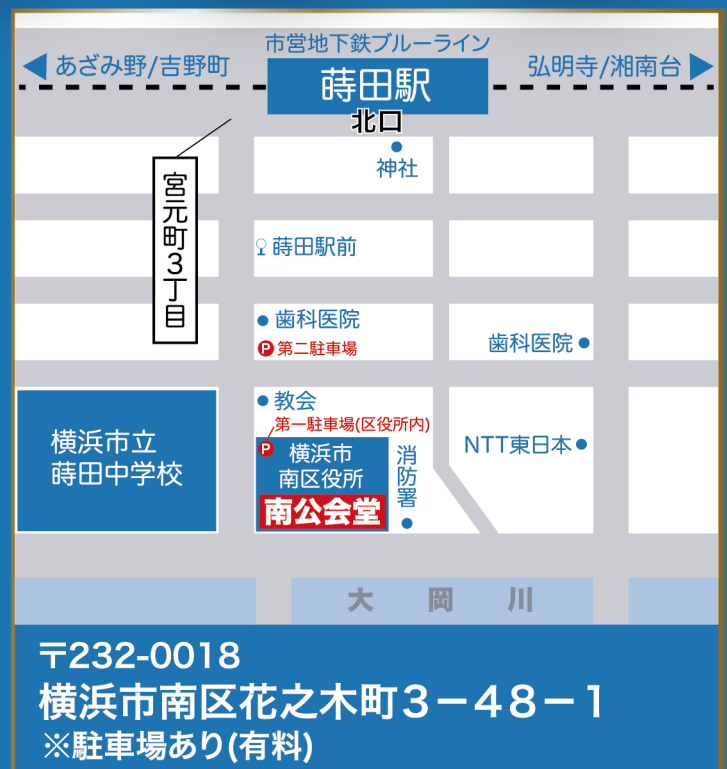 市営地下鉄ブルーライン
あざみ野/吉野町
蒔田駅
弘明寺/湘南台
北口
神社
宮元町3丁目
蒔田駅前
歯科医院
P 第二駐車場
歯科医院
教会
第一駐車場(区役所内)
P
横浜市立
蒔田中学校
横浜市
南区役所
南公会堂
消防署
NTT東日本
大岡川
〒232-0018
横浜市南区花之木町3-48-1
※駐車場あり(有料)